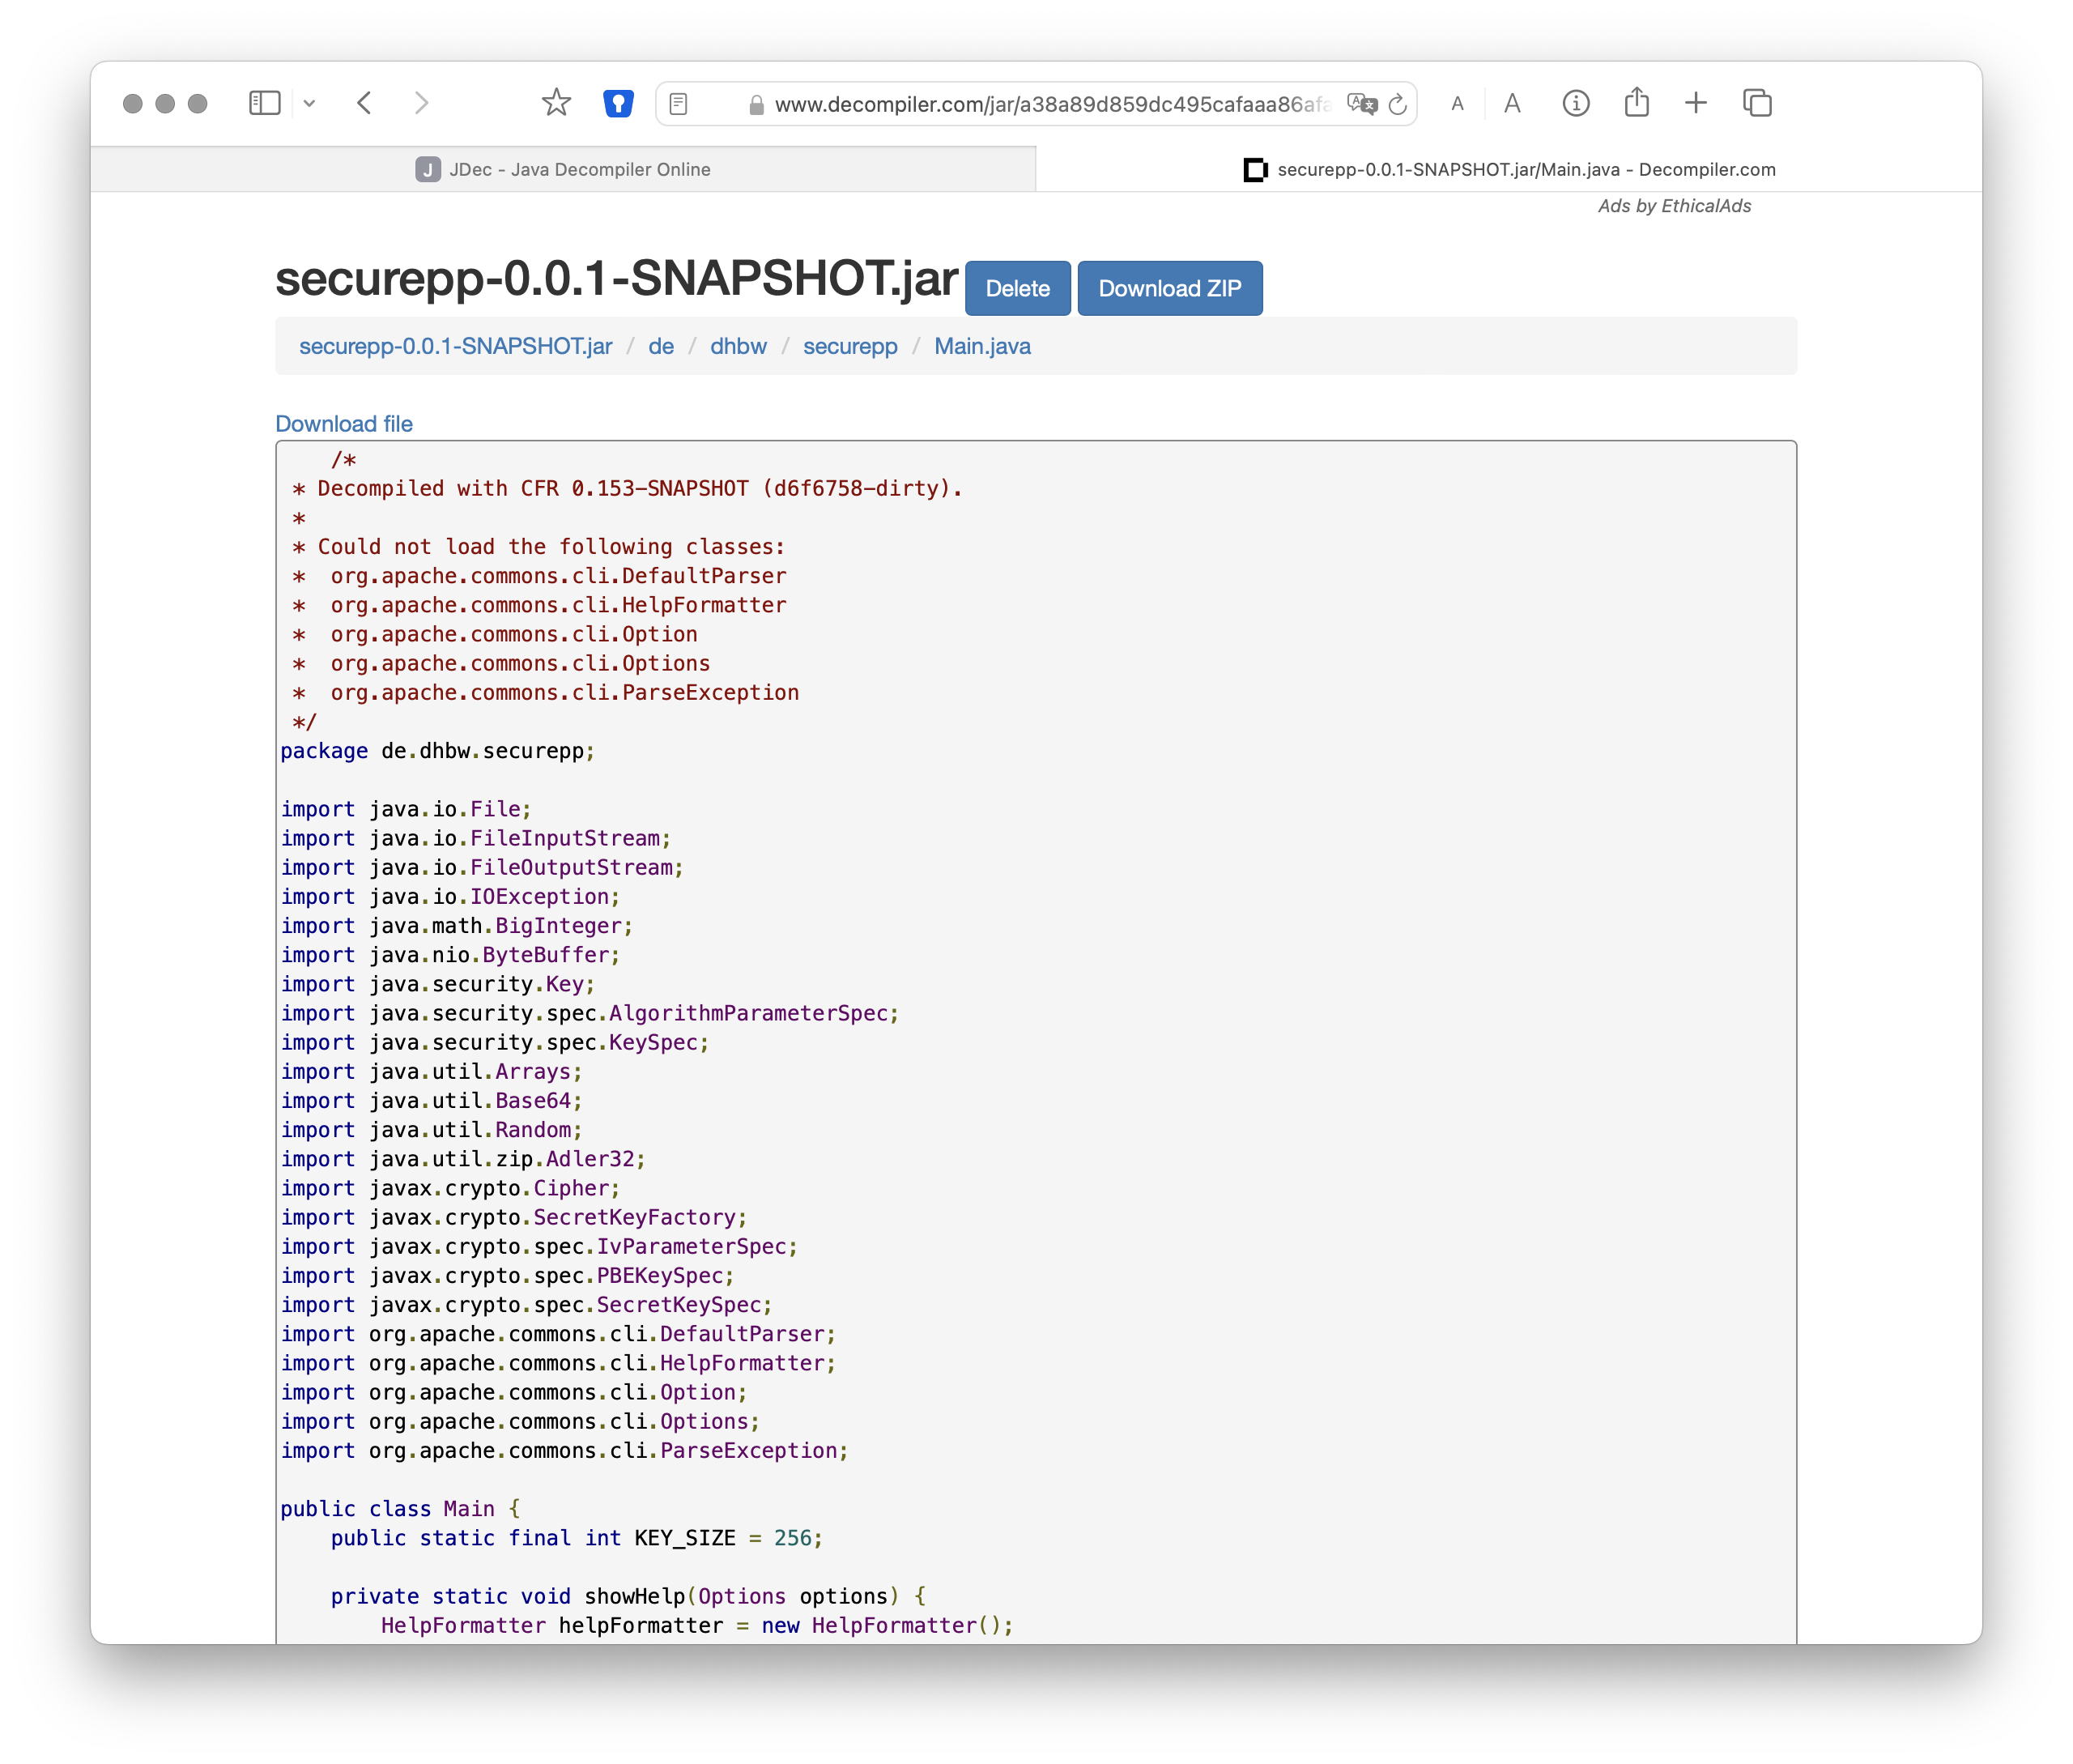 www.decompiler.com/jar/a38a89d859dc495cafaaa86afa
A
A
J JDec - Java Decompiler Online
securepp-0.0.1-SNAPSHOT.jar/Main.java - Decompiler.com
Ads by EthicalAds
securepp-0.0.1-SNAPSHOT.jar Delete Download ZIP
securepp-0.0.1-SNAPSHOT.jar / de / dhbw / securepp / Main.java
Download file
/*
* Decompiled with CFR 0.153-SNAPSHOT (d6f6758-dirty).
*
* Could not load the following classes:
*  org.apache.commons.cli.DefaultParser
*  org.apache.commons.cli.HelpFormatter
*  org.apache.commons.cli.Option
*  org.apache.commons.cli.Options
*  org.apache.commons.cli.ParseException
*/
package de.dhbw.securepp;
import java.io.File;
import java.io.FileInputStream;
import java.io.FileOutputStream;
import java.io.IOException;
import java.math.BigInteger;
import java.nio.ByteBuffer;
import java.security.Key;
import java.security.spec.AlgorithmParameterSpec;
import java.security.spec.KeySpec;
import java.util.Arrays;
import java.util.Base64;
import java.util.Random;
import java.util.zip.Adler32;
import javax.crypto.Cipher;
import javax.crypto.SecretKeyFactory;
import javax.crypto.spec.IvParameterSpec;
import javax.crypto.spec.PBEKeySpec;
import javax.crypto.spec.SecretKeySpec;
import org.apache.commons.cli.DefaultParser;
import org.apache.commons.cli.HelpFormatter;
import org.apache.commons.cli.Option;
import org.apache.commons.cli.Options;
import org.apache.commons.cli.ParseException;
public class Main {
    public static final int KEY_SIZE = 256;
    private static void showHelp(Options options) {
        HelpFormatter helpFormatter = new HelpFormatter();